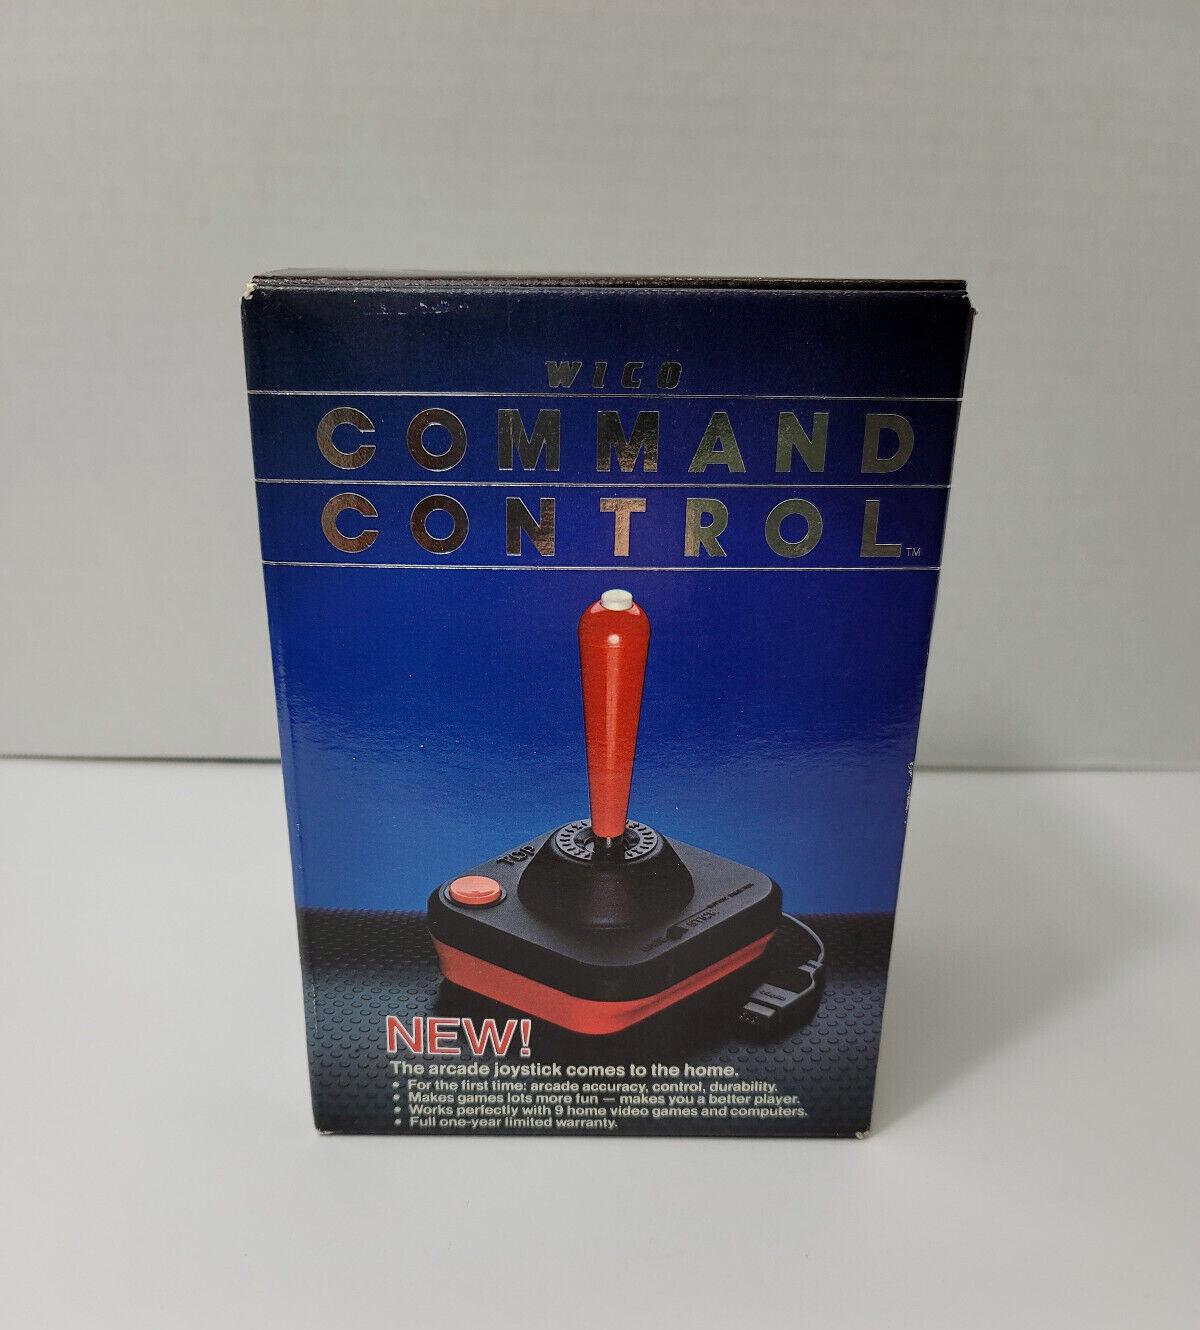 WICO
COMMAND
CONTROL™
TOP
STICK
NEW!
The arcade joystick comes to the home.
• For the first time: arcade accuracy, control, durability.
• Makes games lots more fun — makes you a better player.
• Works perfectly with 9 home video games and computers.
• Full one-year limited warranty.